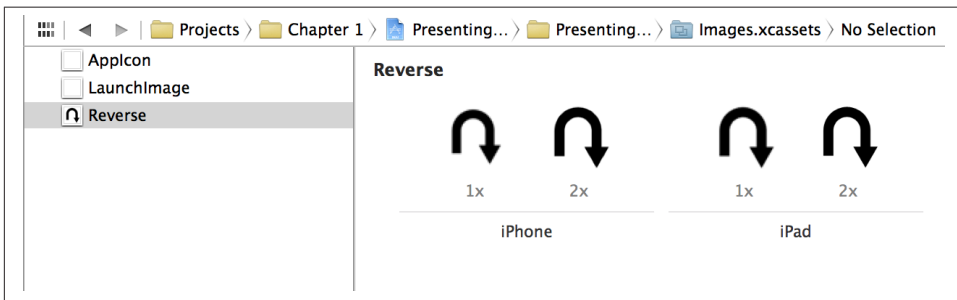 Projects Chapter 1 Presenting... Presenting... Images.xcassets No Selection
AppIcon
LaunchImage
Reverse
Reverse
1x 2x 1x 2x
iPhone iPad